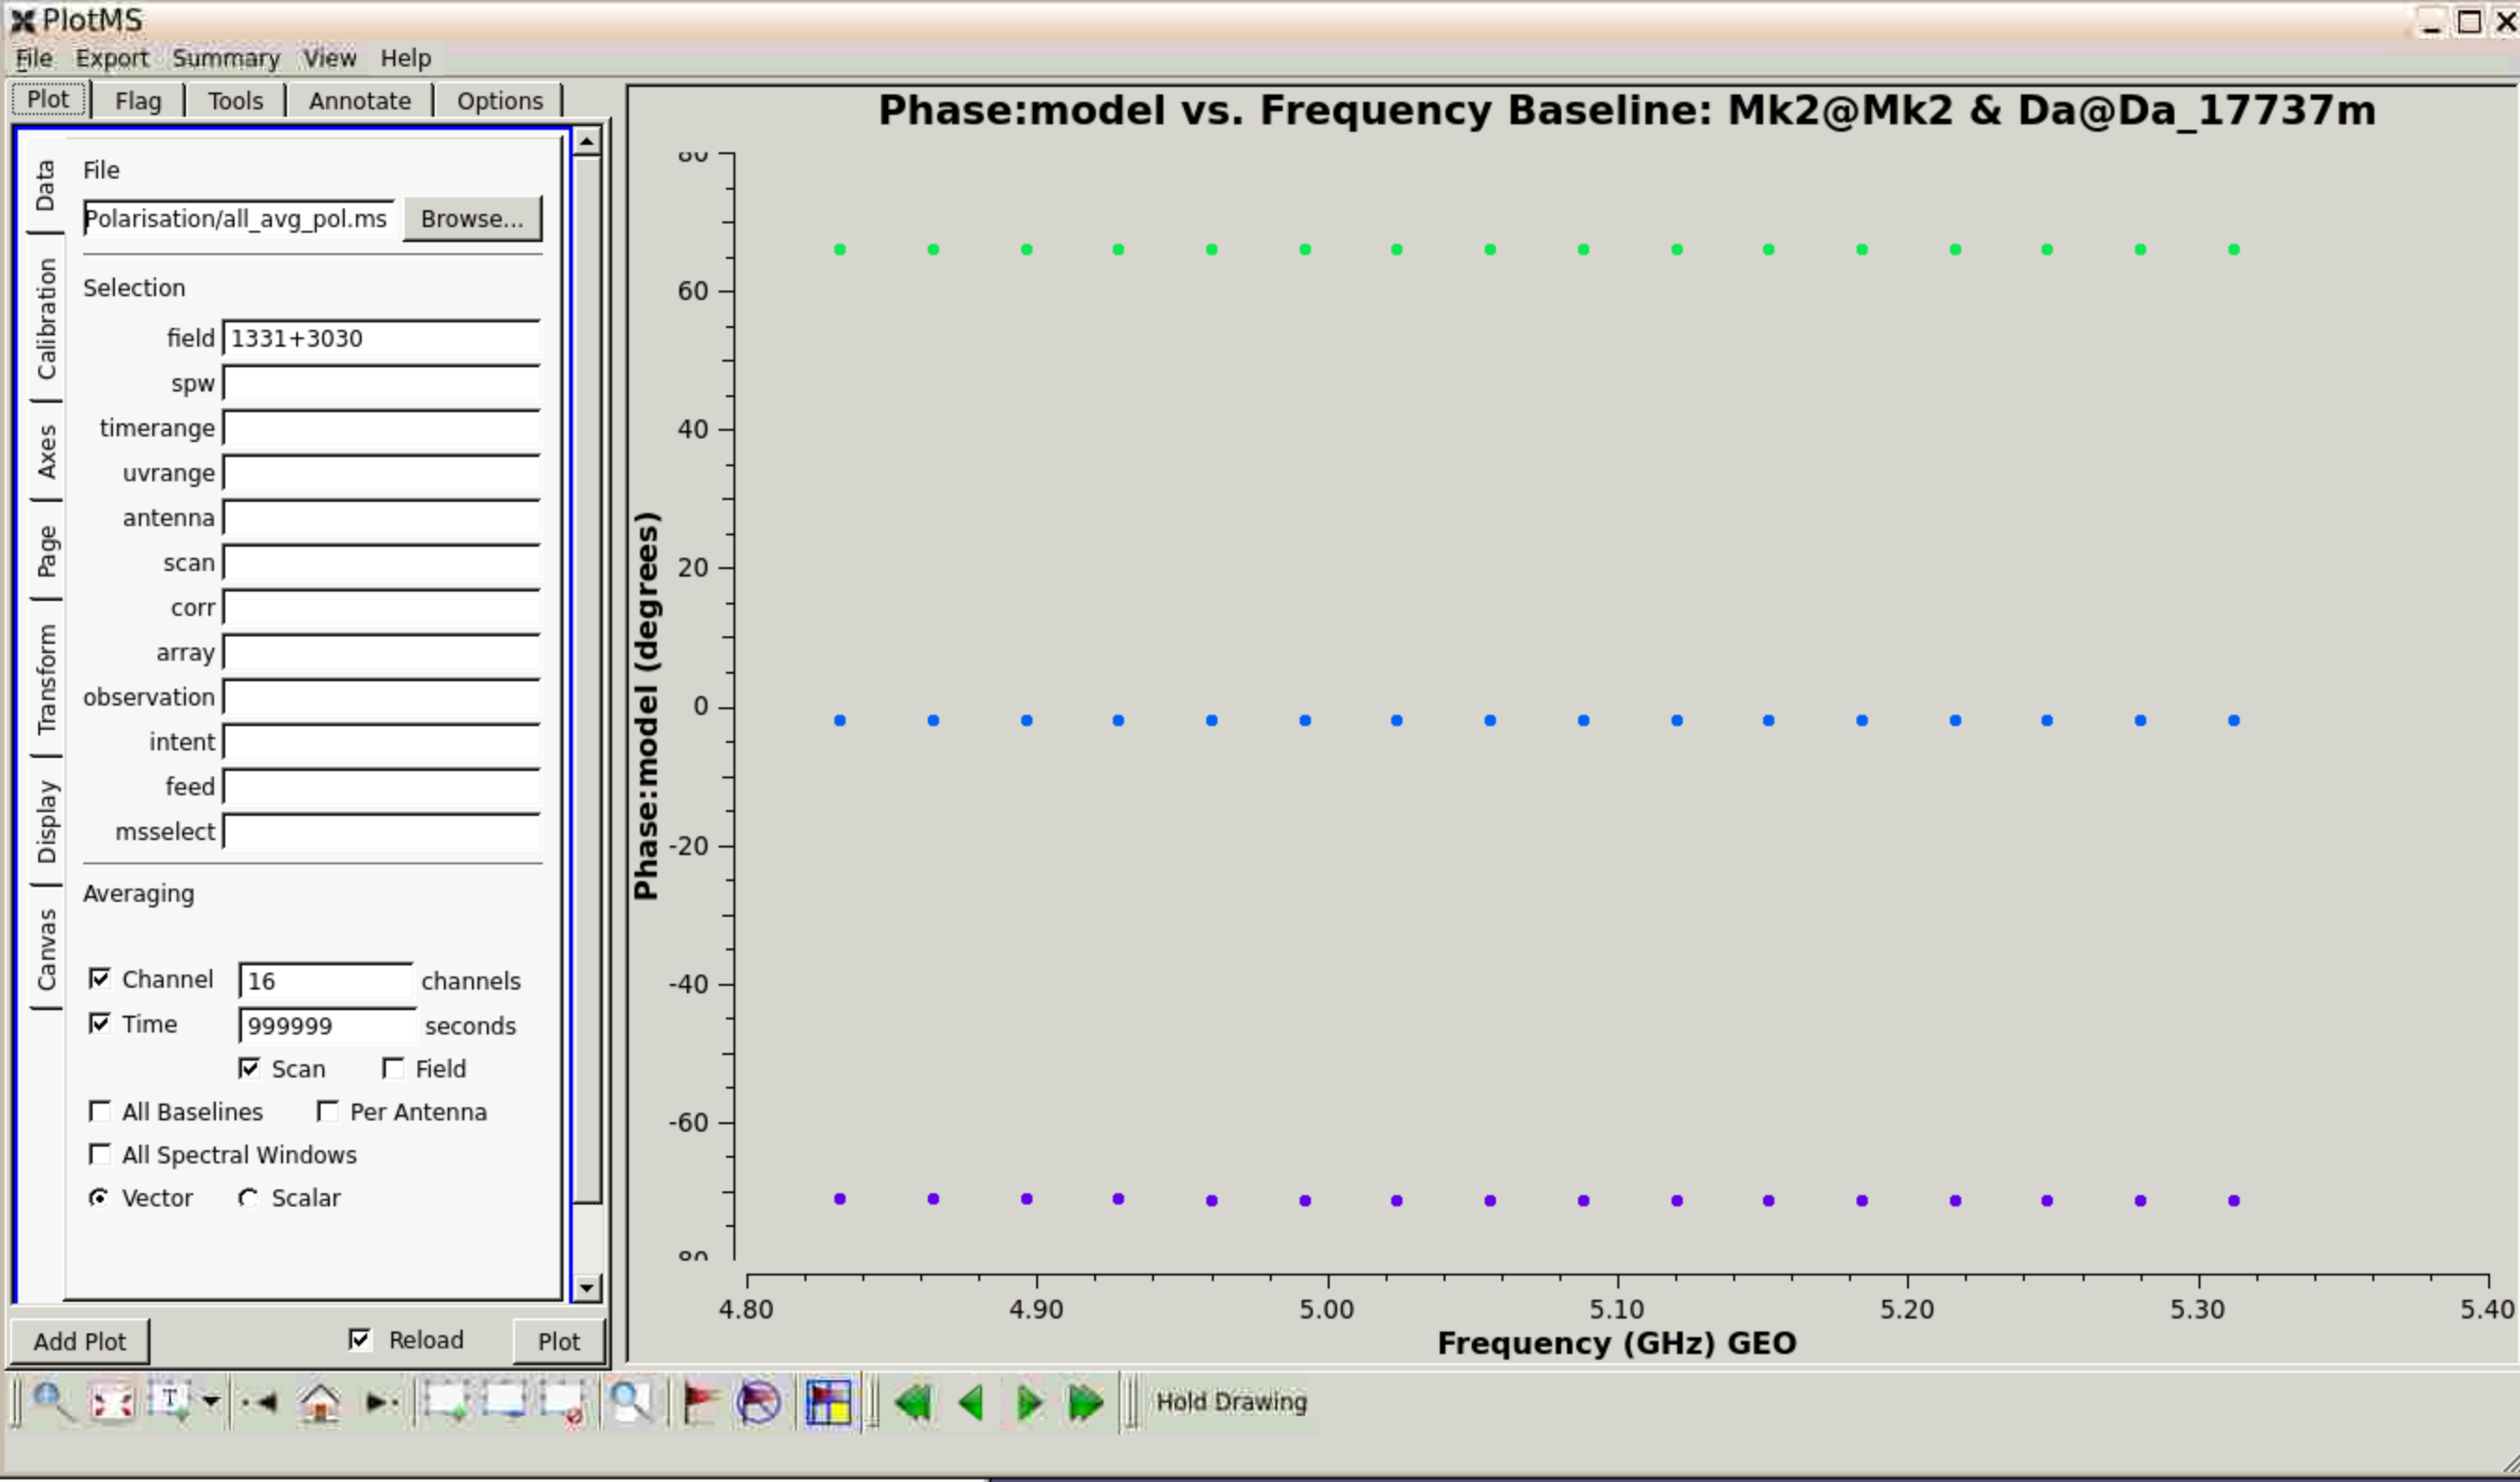 PlotMS
File Export Summary View Help
Plot Flag Tools Annotate Options
Data
Calibration
Axes
Page
Transform
Display
Canvas
File
Polarisation/all_avg_pol.ms Browse...
Selection
field 1331+3030
spw
timerange
uvrange
antenna
scan
corr
array
observation
intent
feed
msselect
Averaging
Channel 16 channels
Time 999999 seconds
Scan Field
All Baselines Per Antenna
All Spectral Windows
Vector Scalar
Add Plot Reload Plot
Phase:model vs. Frequency Baseline: Mk2@Mk2 & Da@Da_17737m
Phase:model (degrees)
80
60
40
20
0
-20
-40
-60
80
4.80 4.90 5.00 5.10 5.20 5.30 5.40
Frequency (GHz) GEO
T
Hold Drawing